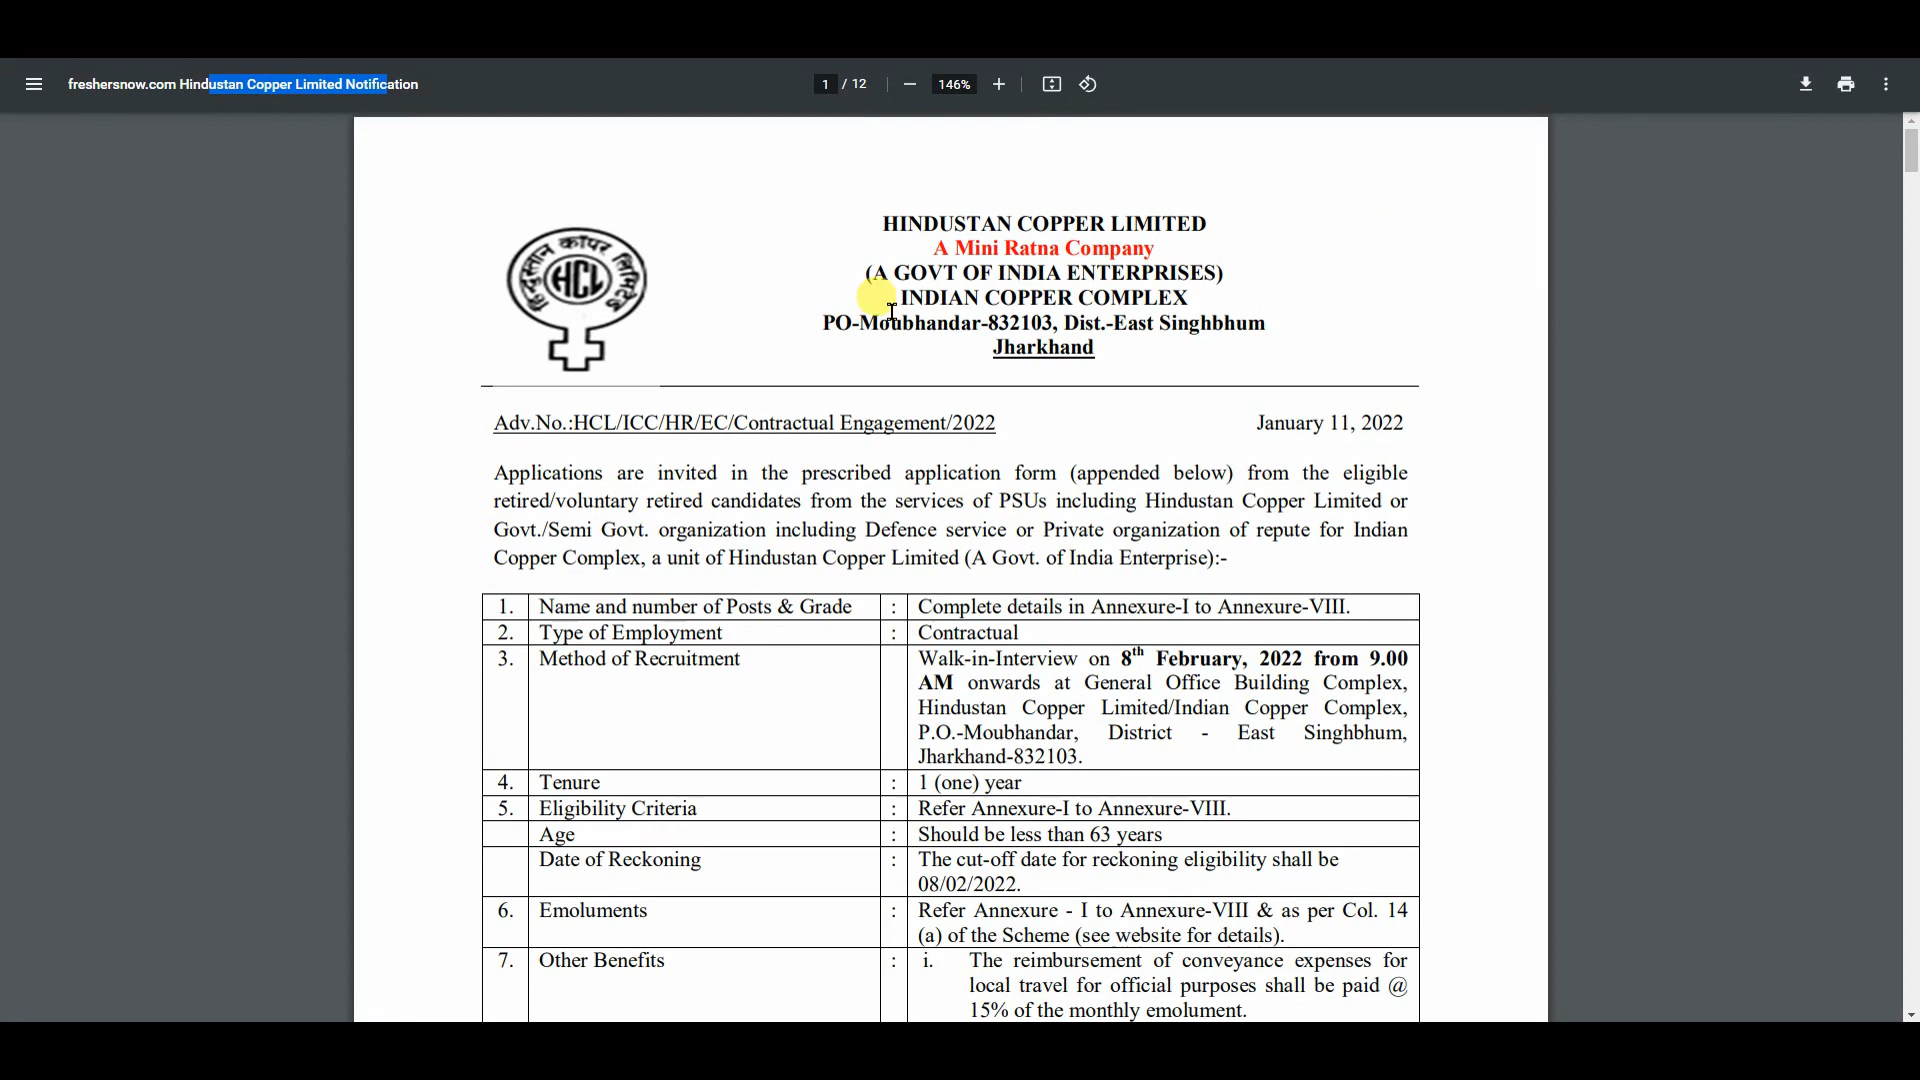 freshersnow.com Hindustan Copper Limited Notification
1 / 12
146%
हिन्दुस्तान कॉपर लिमिटेड
HCL
HINDUSTAN COPPER LIMITED
A Mini Ratna Company
(A GOVT OF INDIA ENTERPRISES)
INDIAN COPPER COMPLEX
PO-Moubhandar-832103, Dist.-East Singhbhum
Jharkhand
Adv.No.:HCL/ICC/HR/EC/Contractual Engagement/2022 January 11, 2022
Applications are invited in the prescribed application form (appended below) from the eligible
retired/voluntary retired candidates from the services of PSUs including Hindustan Copper Limited or
Govt./Semi Govt. organization including Defence service or Private organization of repute for Indian
Copper Complex, a unit of Hindustan Copper Limited (A Govt. of India Enterprise):-
1. Name and number of Posts & Grade : Complete details in Annexure-I to Annexure-VIII.
2. Type of Employment : Contractual
3. Method of Recruitment Walk-in-Interview on 8th February, 2022 from 9.00
AM onwards at General Office Building Complex,
Hindustan Copper Limited/Indian Copper Complex,
P.O.-Moubhandar, District - East Singhbhum,
Jharkhand-832103.
4. Tenure : 1 (one) year
5. Eligibility Criteria : Refer Annexure-I to Annexure-VIII.
Age : Should be less than 63 years
Date of Reckoning : The cut-off date for reckoning eligibility shall be
08/02/2022.
6. Emoluments : Refer Annexure - I to Annexure-VIII & as per Col. 14
(a) of the Scheme (see website for details).
7. Other Benefits : i. The reimbursement of conveyance expenses for
local travel for official purposes shall be paid @
15% of the monthly emolument.